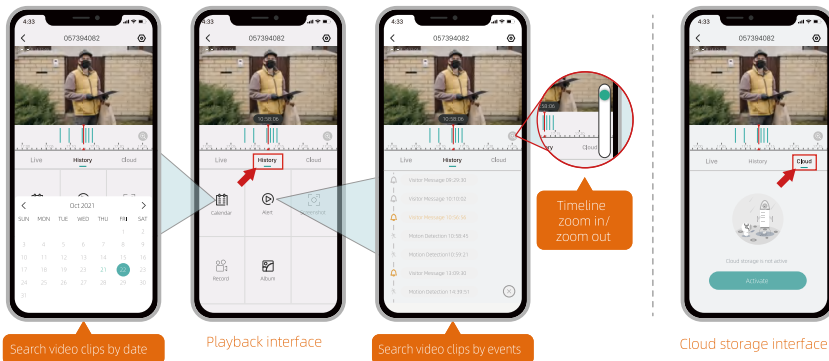 4:33
057394082
Live
History
Cloud
Oct 2021
SUN MON TUE WED THU FRI SAT
1 2
3 4 5 6 7 8 9
10 11 12 13 14 15 16
17 18 19 20 21 22 23
24 25 26 27 28 29 30
31
Search video clips by date
4:33
057394082
10:58:06
Live
History
Cloud
Calendar
Alert
Screenshot
Record
Album
Playback interface
4:33
057394082
10:58:06
Live
History
Visitor Message 09:29:30
Visitor Message 10:10:02
Visitor Message 10:58:06
Motion Detection 10:38:45
Motion Detection 10:39:21
Visitor Message 13:09:30
Motion Detection 14:39:51
Search video clips by events
Cloud
Timeline
zoom in/
zoom out
4:33
057394082
Live
History
Cloud
Cloud storage is not active
Activate
Cloud storage interface